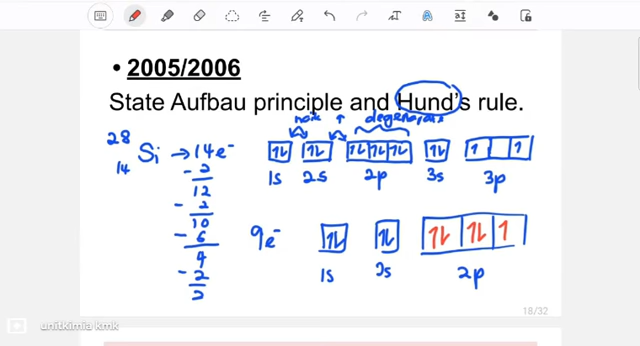 • 2005/2006
State Aufbau principle and Hund's rule.
degenerate
28
14 Si → 14e⁻
- 2
12
- 2
10
- 6
4
- 2
2
1s 2s 2p 3s 3p
9e⁻
1s 2s 2p
18/32
unitkimia kmk